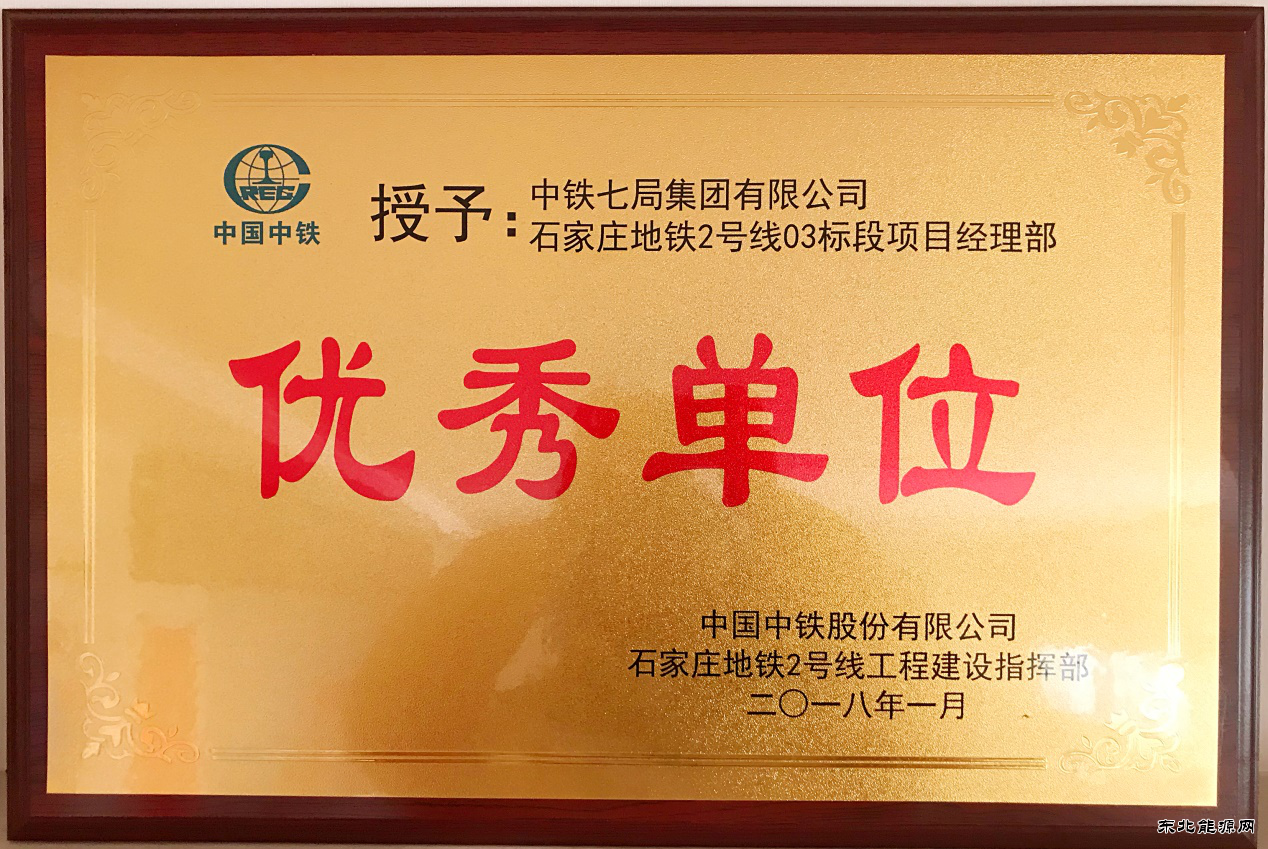 CREG
中国中铁
授予:
中铁七局集团有限公司
石家庄地铁2号线03标段项目经理部
优秀单位
中国中铁股份有限公司
石家庄地铁2号线工程建设指挥部
二〇一八年一月
东北能源网